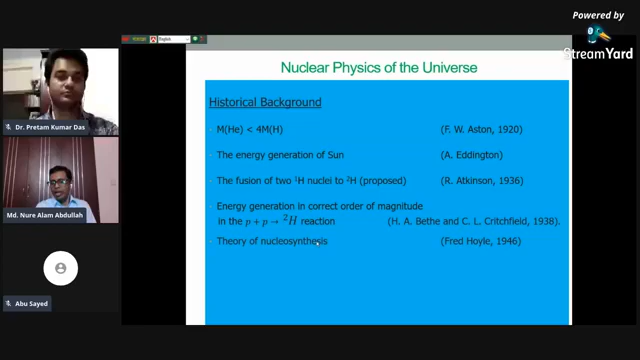 Powered by
StreamYard
English
Nuclear Physics of the Universe
Historical Background
M(He) < 4M(H) (F. W. Aston, 1920)
The energy generation of Sun (A. Eddington)
The fusion of two ¹H nuclei to ²H (proposed) (R. Atkinson, 1936)
Energy generation in correct order of magnitude
in the p + p → ²H reaction (H. A. Bethe and C. L. Critchfield, 1938).
Theory of nucleosynthesis (Fred Hoyle, 1946)
Dr. Pretam Kumar Das
Md. Nure Alam Abdullah
Abu Sayed